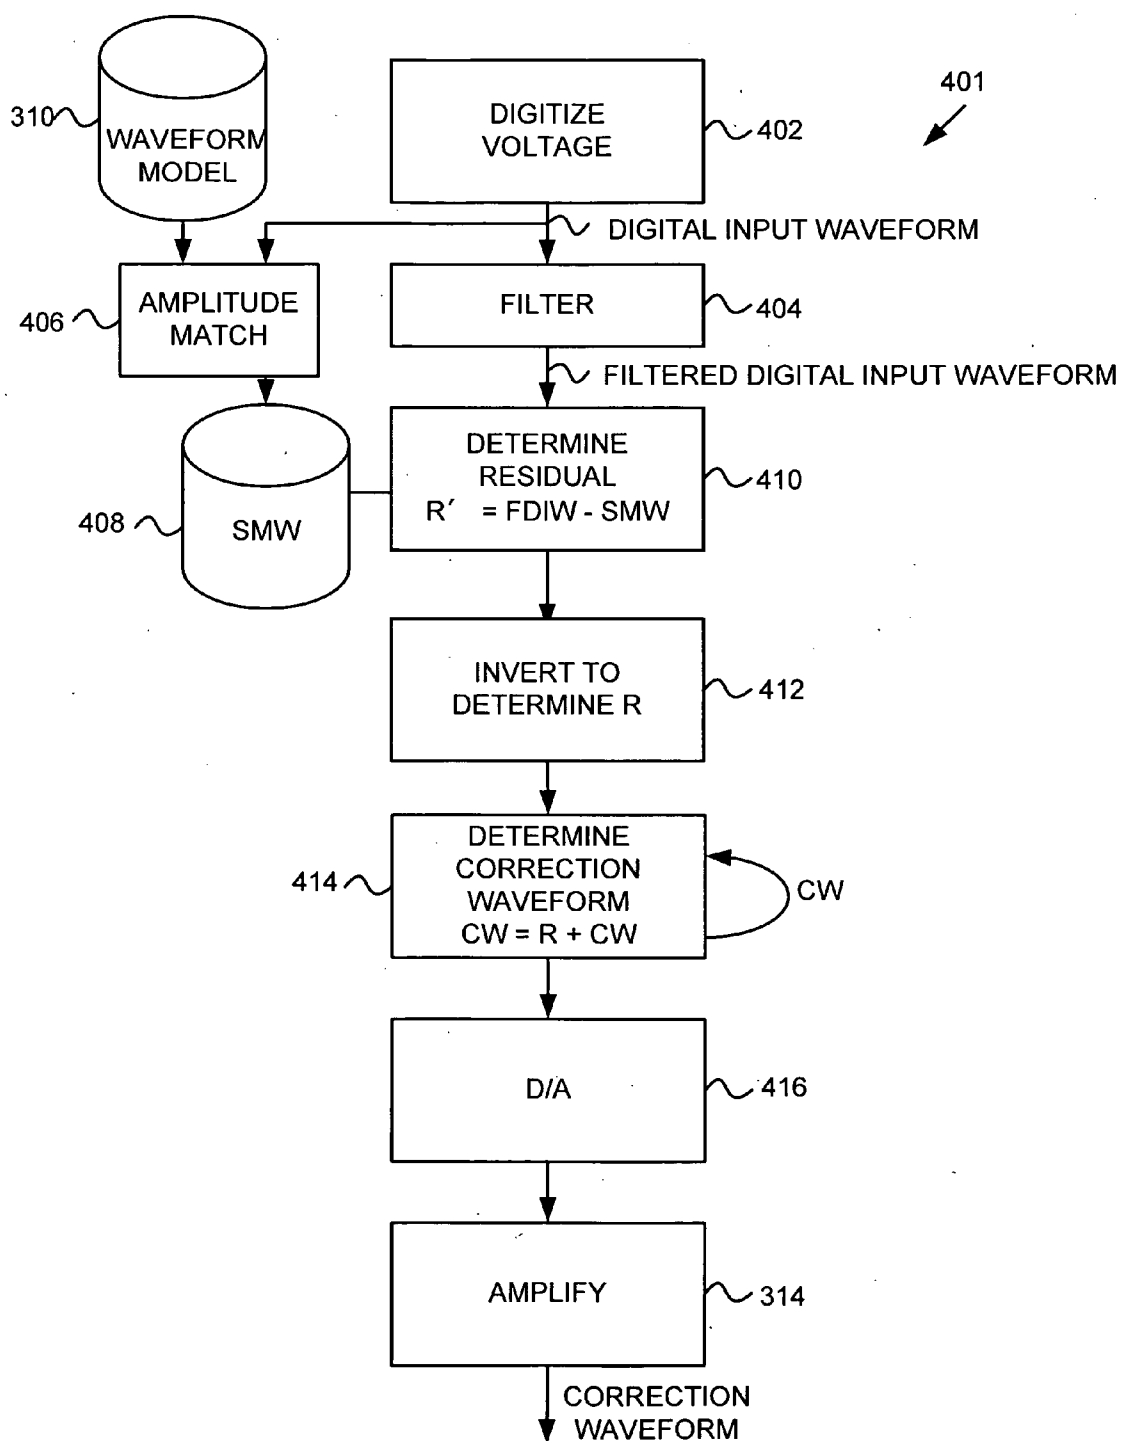 401
310
WAVEFORM
MODEL
DIGITIZE
VOLTAGE
402
DIGITAL INPUT WAVEFORM
406
AMPLITUDE
MATCH
FILTER
404
FILTERED DIGITAL INPUT WAVEFORM
408
SMW
DETERMINE
RESIDUAL
R′ = FDIW - SMW
410
INVERT TO
DETERMINE R
412
414
DETERMINE
CORRECTION
WAVEFORM
CW = R + CW
CW
D/A
416
AMPLIFY
314
CORRECTION
WAVEFORM